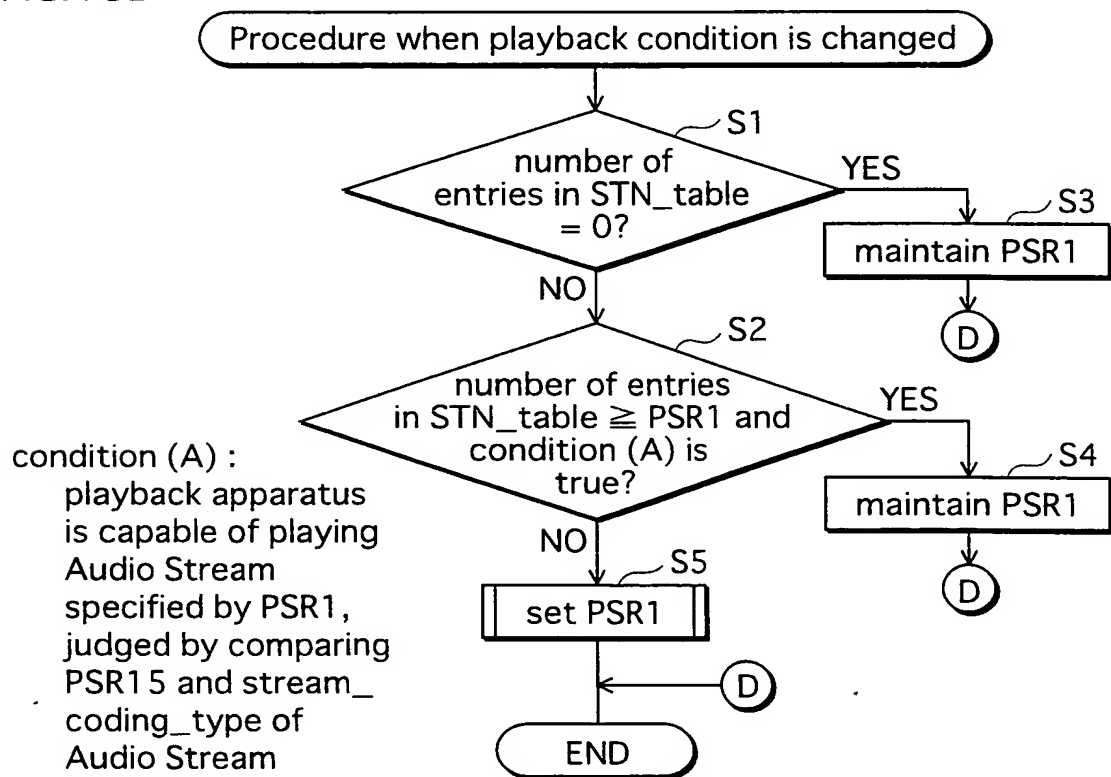 Procedure when playback condition is changed
S1
number of
entries in STN_table
= 0?
YES
S3
maintain PSR1
D
NO
S2
number of entries
in STN_table ≧ PSR1 and
condition (A) is
true?
YES
S4
maintain PSR1
D
NO
S5
set PSR1
D
END
condition (A) :
playback apparatus
is capable of playing
Audio Stream
specified by PSR1,
judged by comparing
PSR15 and stream_
coding_type of
Audio Stream